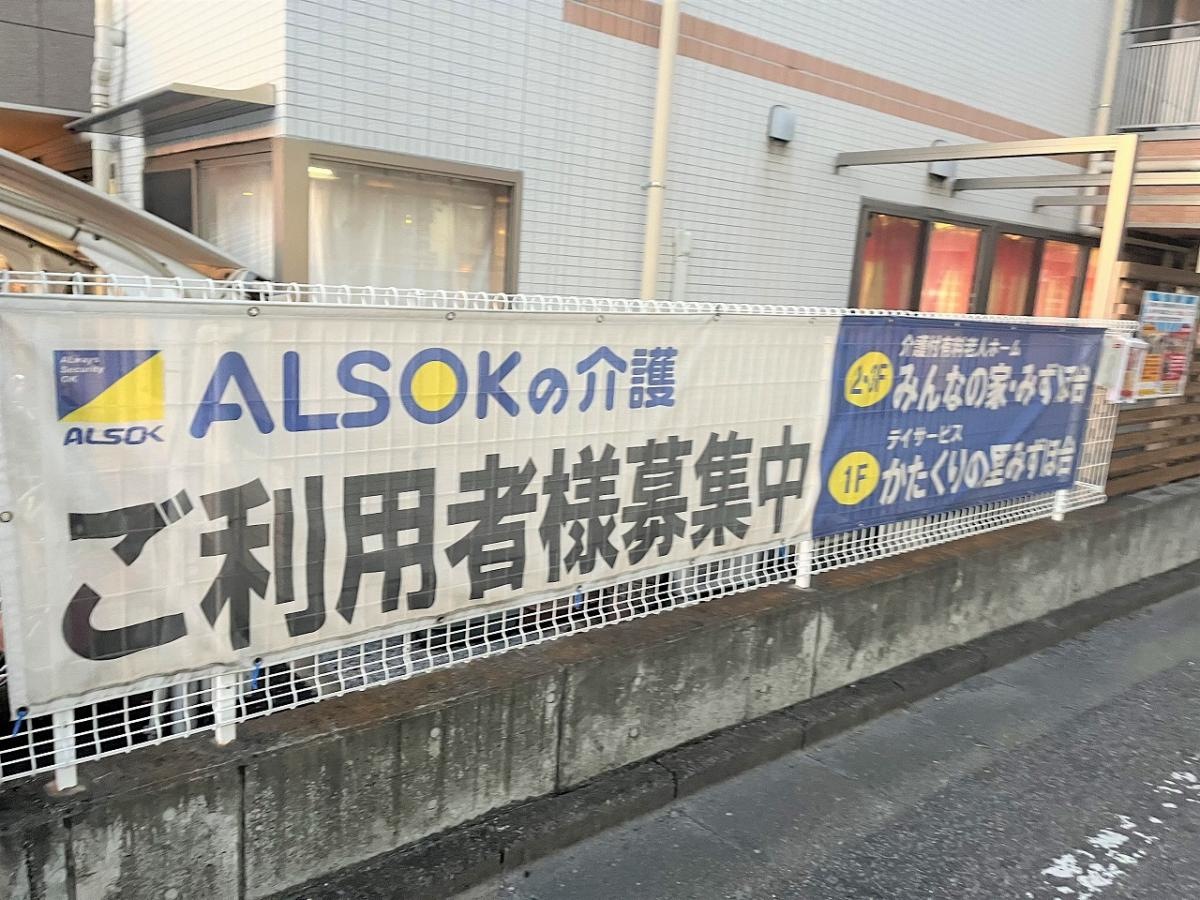 ALways
Security
OK
ALSOK
ALSOKの介護
ご利用者様募集中
介護付有料老人ホーム
2・3F みんなの家・みずほ台
デイサービス
1F かたくりの里みずほ台